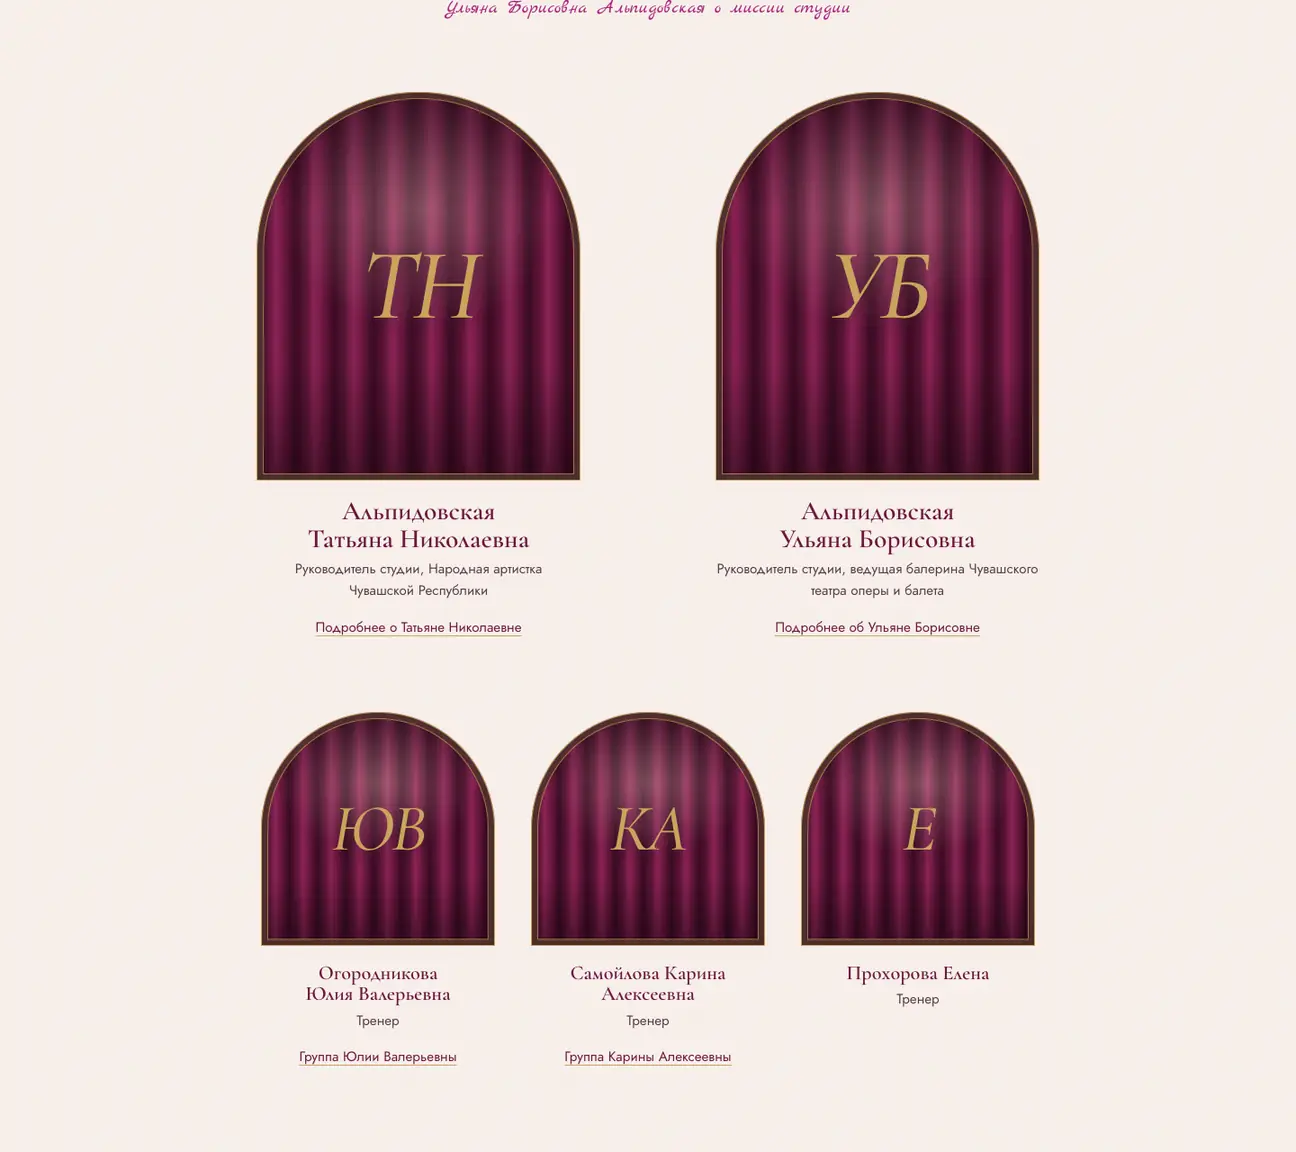 Ульяна Борисовна Альпидовская о миссии студии
ТН
УБ
Альпидовская
Татьяна Николаевна
Руководитель студии, Народная артистка
Чувашской Республики
Подробнее о Татьяне Николаевне
Альпидовская
Ульяна Борисовна
Руководитель студии, ведущая балерина Чувашского
театра оперы и балета
Подробнее об Ульяне Борисовне
ЮВ
КА
Е
Огородникова
Юлия Валерьевна
Тренер
Группа Юлии Валерьевны
Самойлова Карина
Алексеевна
Тренер
Группа Карины Алексеевны
Прохорова Елена
Тренер